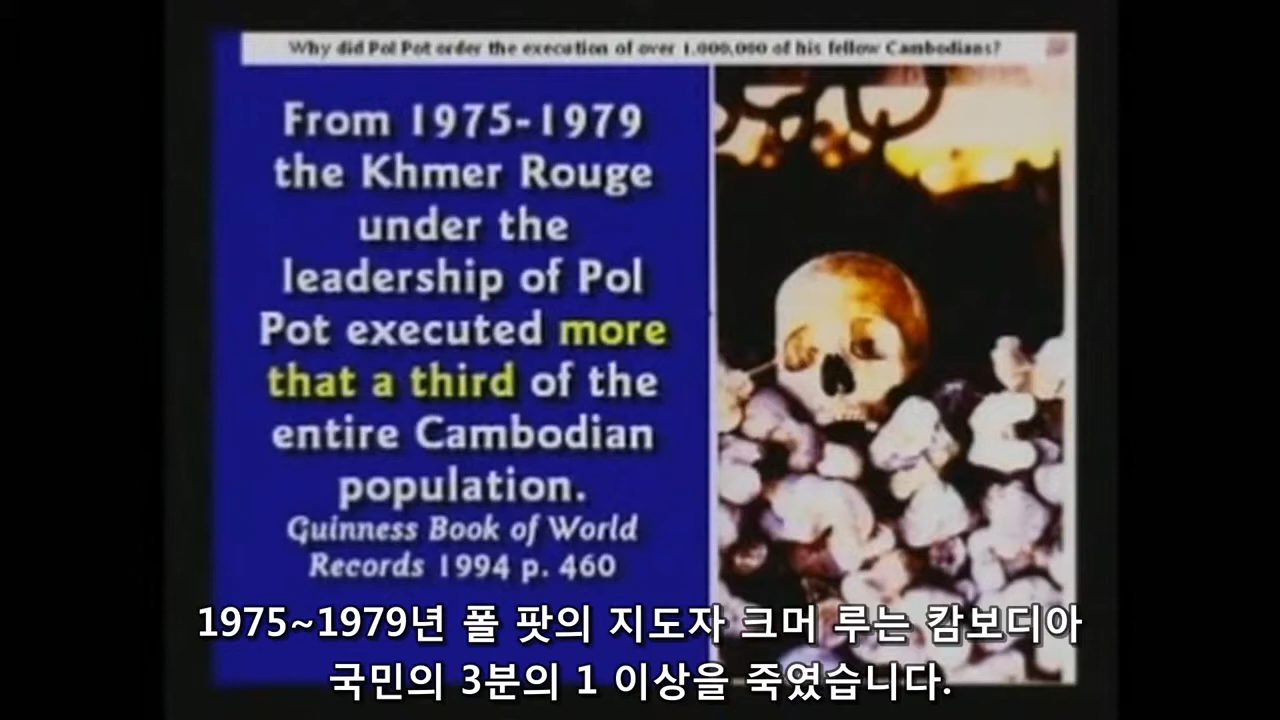 Why did Pol Pot order the execution of over 1,000,000 of his fellow Cambodians?
From 1975-1979
the Khmer Rouge
under the
leadership of Pol
Pot executed more
that a third of the
entire Cambodian
population.
Guinness Book of World
Records 1994 p. 460
1975~1979년 폴 팟의 지도자 크머 루는 캄보디아
국민의 3분의 1 이상을 죽였습니다.